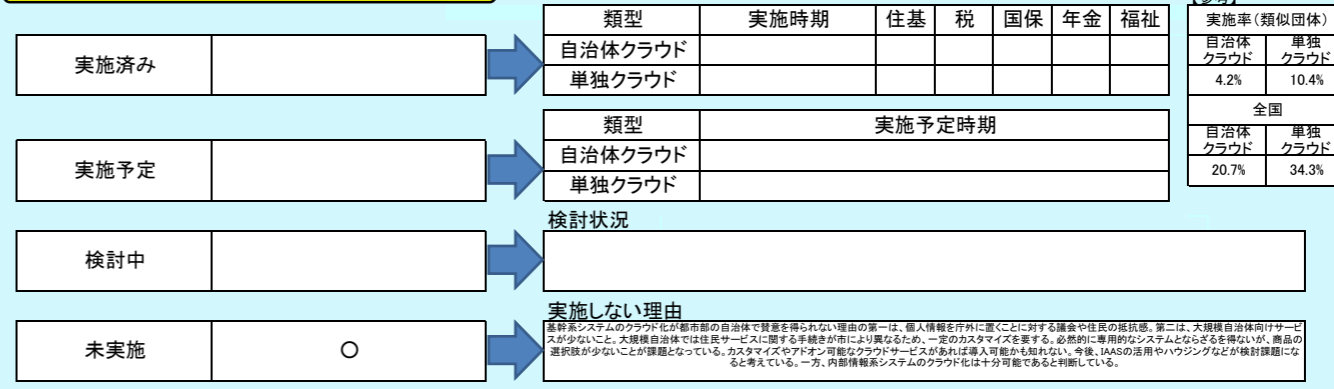 【参考】
類型 実施時期 住基 税 国保 年金 福祉
自治体クラウド
単独クラウド
実施済み
実施率(類似団体)
自治体クラウド 単独クラウド
4.2% 10.4%
全国
自治体クラウド 単独クラウド
20.7% 34.3%
類型 実施予定時期
自治体クラウド
単独クラウド
実施予定
検討状況
検討中
実施しない理由
未実施 ○
基幹系システムのクラウド化が都市部の自治体で賛意を得られない理由の第一は、個人情報を庁外に置くことに対する議会や住民の抵抗感。第二は、大規模自治体向けサービ
スが少ないこと。大規模自治体では住民サービスに関する手続きが市により異なるため、一定のカスタマイズを要する。必然的に専用的なシステムとならざるを得ないが、商品の
選択肢が少ないことが課題となっている。カスタマイズやアドオン可能なクラウドサービスがあれば導入可能かも知れない。今後、IAASの活用やハウジングなどが検討課題にな
ると考えている。一方、内部情報系システムのクラウド化は十分可能であると判断している。